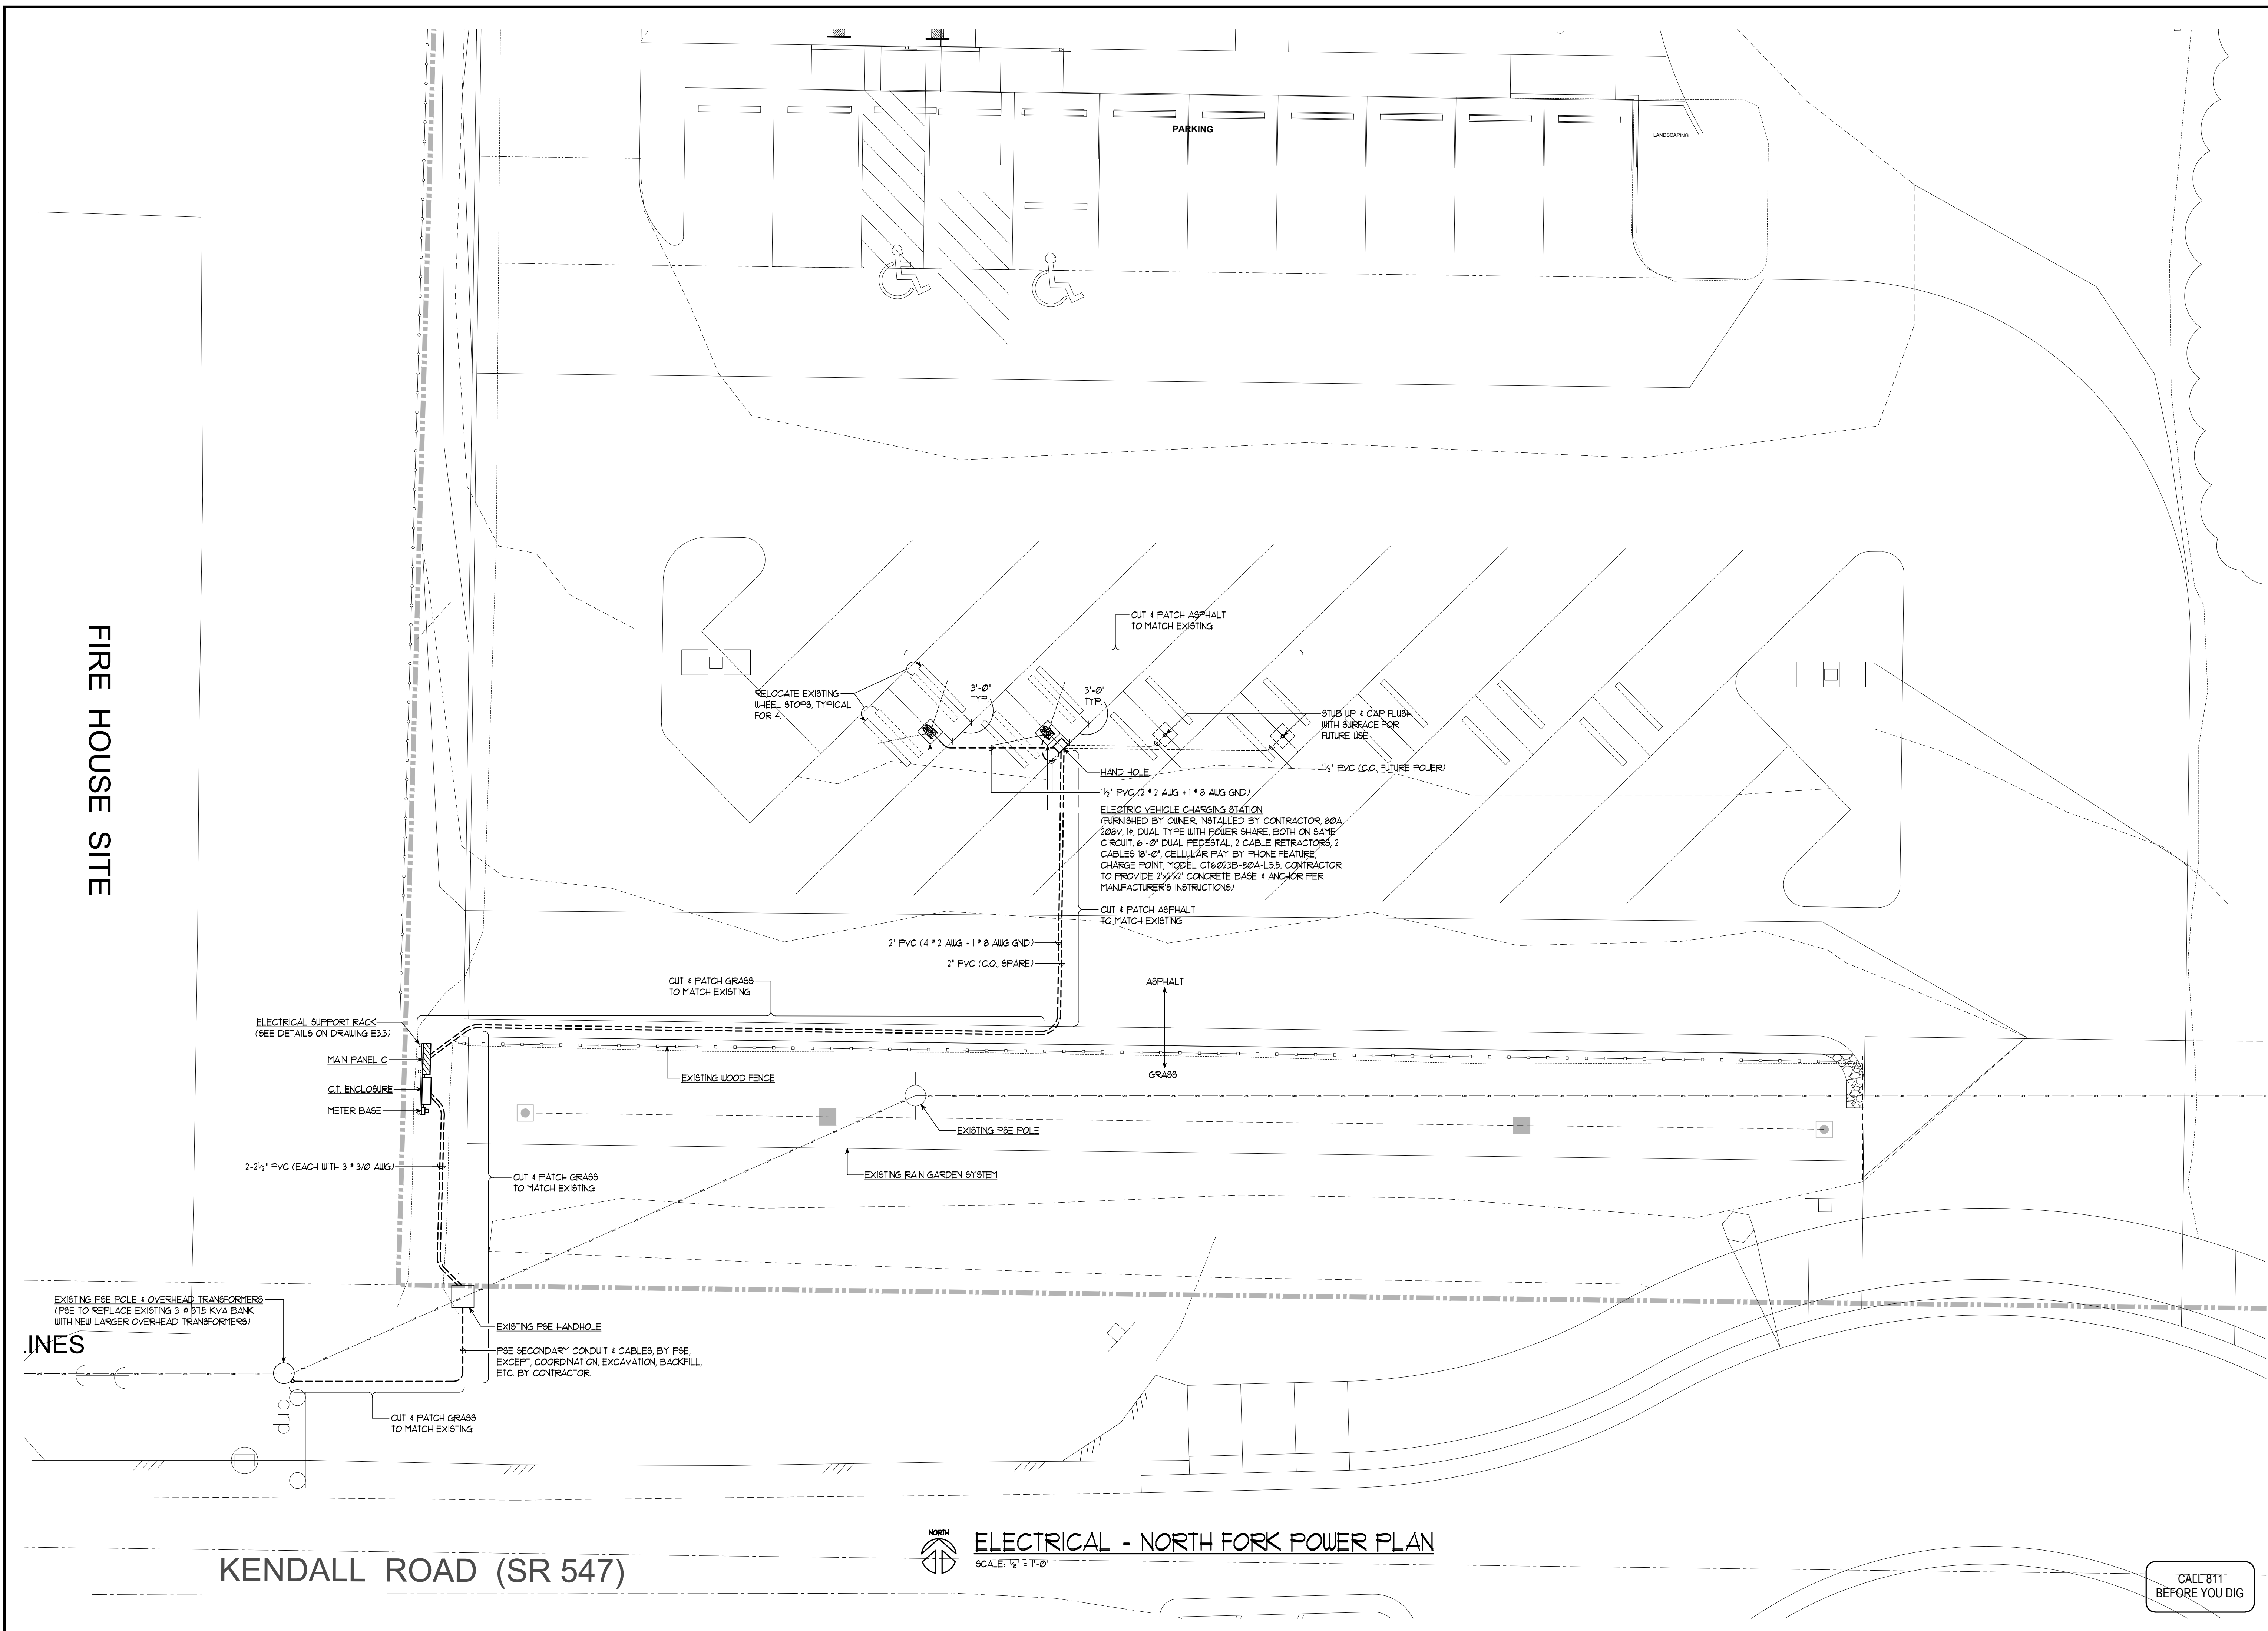 PARKING
LANDSCAPING
FIRE HOUSE SITE
CUT & PATCH ASPHALT
TO MATCH EXISTING
RELOCATE EXISTING
WHEEL STOPS, TYPICAL
FOR 4.
3'-0"
TYP.
3'-0"
TYP.
STUB UP & CAP FLUSH
WITH SURFACE FOR
FUTURE USE
1½" PVC (C.O., FUTURE POWER)
HAND HOLE
1½" PVC (2 # 2 AWG + 1 # 8 AWG GND)
ELECTRIC VEHICLE CHARGING STATION
(FURNISHED BY OWNER, INSTALLED BY CONTRACTOR, 80A,
208V, 1Φ, DUAL TYPE WITH POWER SHARE, BOTH ON SAME
CIRCUIT, 6'-0" DUAL PEDESTAL, 2 CABLE RETRACTORS, 2
CABLES 18'-0", CELLULAR PAY BY PHONE FEATURE,
CHARGE POINT, MODEL CT6023B-80A-L5.5. CONTRACTOR
TO PROVIDE 2'x2'x2' CONCRETE BASE & ANCHOR PER
MANUFACTURER'S INSTRUCTIONS)
CUT & PATCH ASPHALT
TO MATCH EXISTING
2" PVC (4 # 2 AWG + 1 # 8 AWG GND)
2" PVC (C.O., SPARE)
CUT & PATCH GRASS
TO MATCH EXISTING
ASPHALT
GRASS
ELECTRICAL SUPPORT RACK
(SEE DETAILS ON DRAWING E3.3)
MAIN PANEL C
C.T. ENCLOSURE
METER BASE
EXISTING WOOD FENCE
EXISTING PSE POLE
EXISTING RAIN GARDEN SYSTEM
2-2½" PVC (EACH WITH 3 # 3/0 AWG)
CUT & PATCH GRASS
TO MATCH EXISTING
EXISTING PSE POLE & OVERHEAD TRANSFORMERS
(PSE TO REPLACE EXISTING 3 @ 37.5 KVA BANK
WITH NEW LARGER OVERHEAD TRANSFORMERS)
.INES
EXISTING PSE HANDHOLE
PSE SECONDARY CONDUIT & CABLES, BY PSE,
EXCEPT, COORDINATION, EXCAVATION, BACKFILL,
ETC. BY CONTRACTOR.
CUT & PATCH GRASS
TO MATCH EXISTING
E
NORTH
ELECTRICAL - NORTH FORK POWER PLAN
SCALE: ⅛" = 1'-0"
KENDALL ROAD (SR 547)
CALL 811
BEFORE YOU DIG